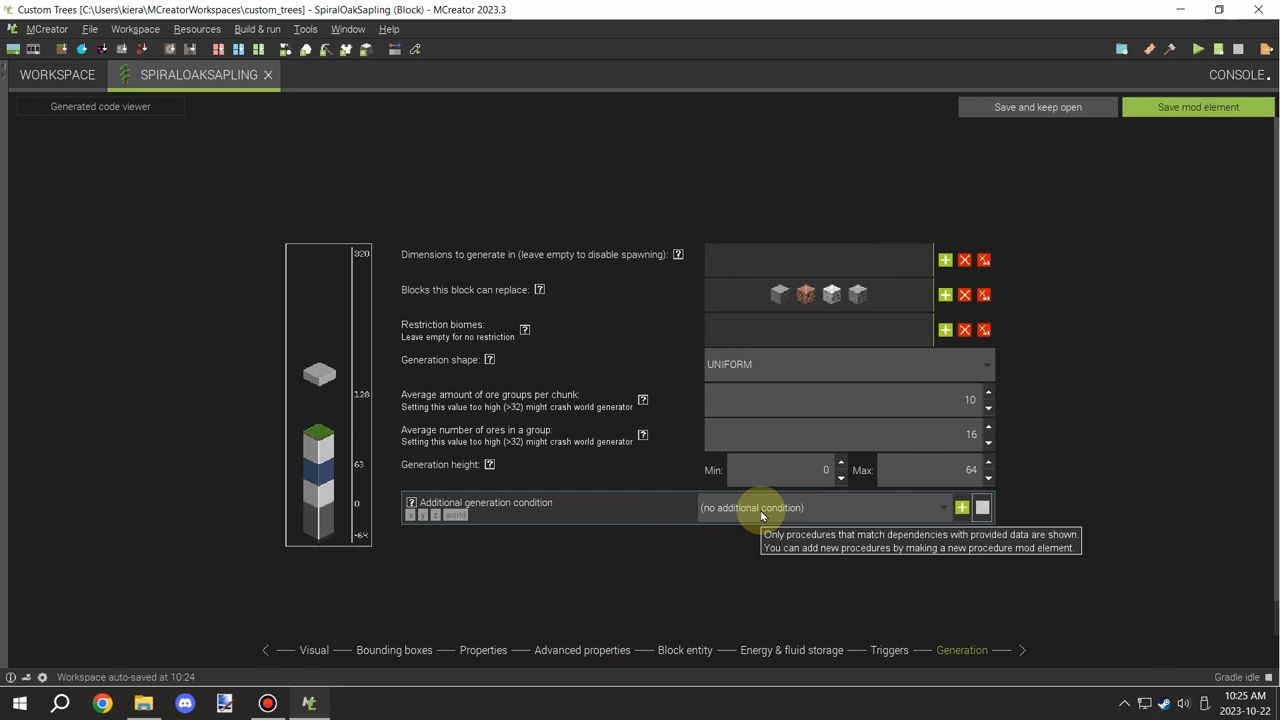 Custom Trees [C:\Users\kiera\MCreatorWorkspaces\custom_trees] - SpiralOakSapling (Block) - MCreator 2023.3
MCreator File Workspace Resources Build & run Tools Window Help
WORKSPACE SPIRALOAKSAPLING CONSOLE
Generated code viewer Save and keep open Save mod element
320
128
63
0
-64
Dimensions to generate in (leave empty to disable spawning):
Blocks this block can replace:
Restriction biomes:
Leave empty for no restriction
Generation shape: UNIFORM
Average amount of ore groups per chunk: 10
Setting this value too high (>32) might crash world generator
Average number of ores in a group: 16
Setting this value too high (>32) might crash world generator
Generation height: Min: 0 Max: 64
Additional generation condition (no additional condition)
x y z world
Only procedures that match dependencies with provided data are shown.
You can add new procedures by making a new procedure mod element.
Visual Bounding boxes Properties Advanced properties Block entity Energy & fluid storage Triggers Generation
Workspace auto-saved at 10:24 Gradle idle
10:25 AM
2023-10-22